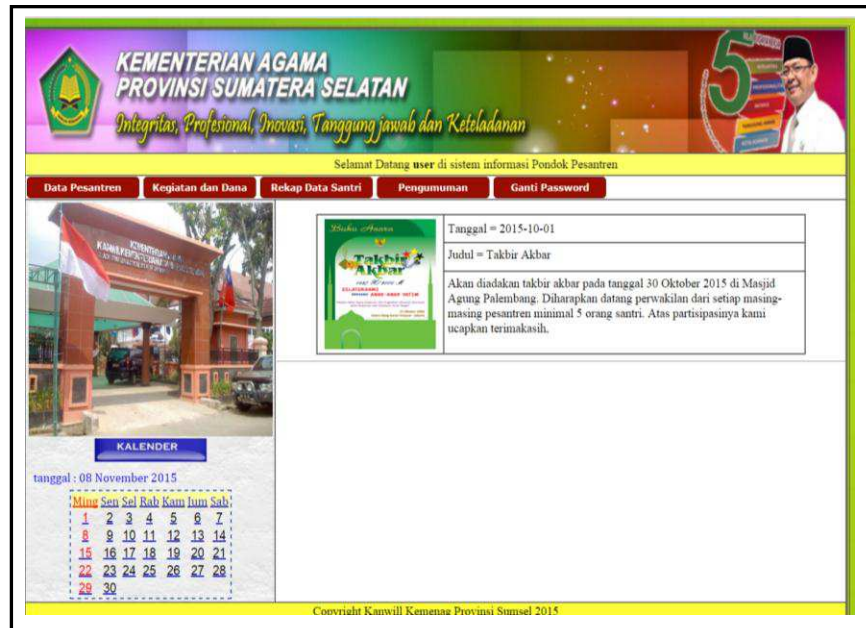 KEMENTERIAN AGAMA
PROVINSI SUMATERA SELATAN
Integritas, Profesional, Inovasi, Tanggung jawab dan Keteladanan
5
Selamat Datang user di sistem informasi Pondok Pesantren
Data Pesantren
Kegiatan dan Dana
Rekap Data Santri
Pengumuman
Ganti Password
KEMENTERIAN
Buku Acara
Takbir
Akbar
Tanggal = 2015-10-01
Judul = Takbir Akbar
Akan diadakan takbir akbar pada tanggal 30 Oktober 2015 di Masjid
Agung Palembang. Diharapkan datang perwakilan dari setiap masing-
masing pesantren minimal 5 orang santri. Atas partisipasinya kami
ucapkan terimakasih.
KALENDER
tanggal : 08 November 2015
Ming Sen Sel Rab Kam Jum Sab
1 2 3 4 5 6 7
8 9 10 11 12 13 14
15 16 17 18 19 20 21
22 23 24 25 26 27 28
29 30
Copyright Kanwill Kemenag Provinsi Sumsel 2015